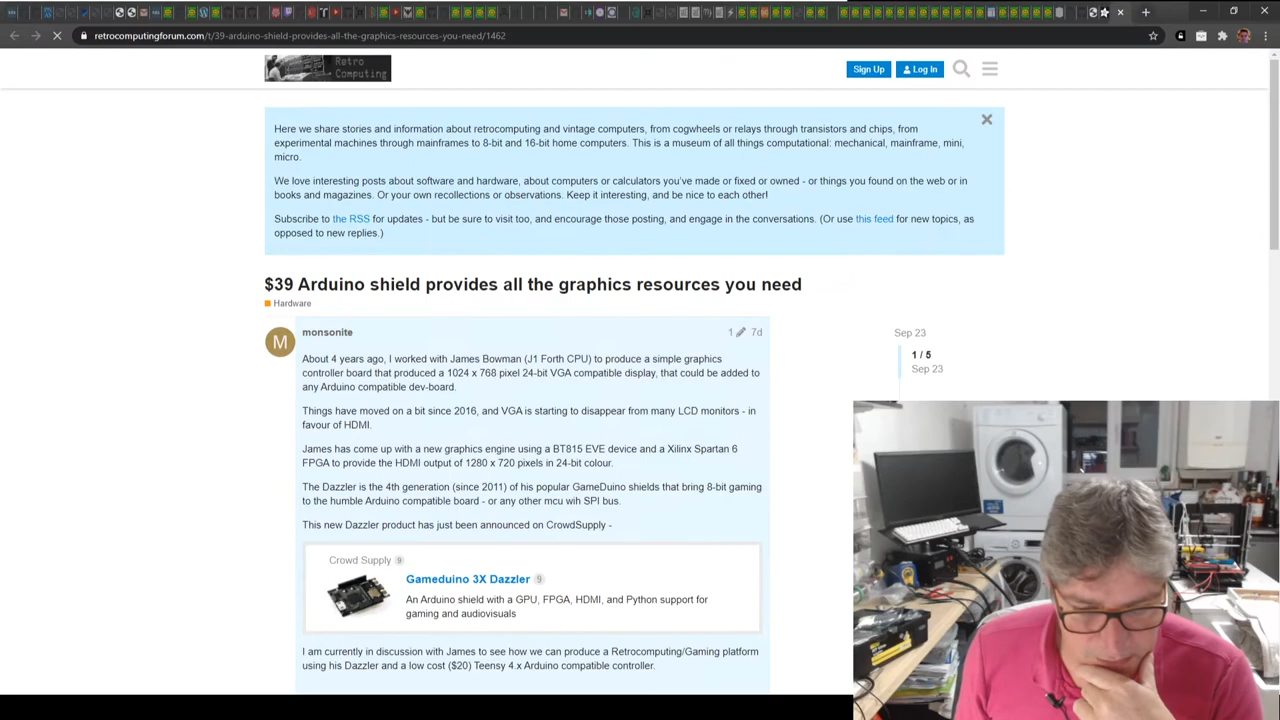 retrocomputingforum.com/t/39-arduino-shield-provides-all-the-graphics-resources-you-need/1462
Retro
Computing
Sign Up
Log In
Here we share stories and information about retrocomputing and vintage computers, from cogwheels or relays through transistors and chips, from
experimental machines through mainframes to 8-bit and 16-bit home computers. This is a museum of all things computational: mechanical, mainframe, mini,
micro.
We love interesting posts about software and hardware, about computers or calculators you've made or fixed or owned - or things you found on the web or in
books and magazines. Or your own recollections or observations. Keep it interesting, and be nice to each other!
Subscribe to the RSS for updates - but be sure to visit too, and encourage those posting, and engage in the conversations. (Or use this feed for new topics, as
opposed to new replies.)
$39 Arduino shield provides all the graphics resources you need
Hardware
M
monsonite
1 7d
About 4 years ago, I worked with James Bowman (J1 Forth CPU) to produce a simple graphics
controller board that produced a 1024 x 768 pixel 24-bit VGA compatible display, that could be added to
any Arduino compatible dev-board.
Things have moved on a bit since 2016, and VGA is starting to disappear from many LCD monitors - in
favour of HDMI.
James has come up with a new graphics engine using a BT815 EVE device and a Xilinx Spartan 6
FPGA to provide the HDMI output of 1280 x 720 pixels in 24-bit colour.
The Dazzler is the 4th generation (since 2011) of his popular GameDuino shields that bring 8-bit gaming
to the humble Arduino compatible board - or any other mcu wih SPI bus.
This new Dazzler product has just been announced on CrowdSupply -
Crowd Supply 9
Gameduino 3X Dazzler 9
An Arduino shield with a GPU, FPGA, HDMI, and Python support for
gaming and audiovisuals
I am currently in discussion with James to see how we can produce a Retrocomputing/Gaming platform
using his Dazzler and a low cost ($20) Teensy 4.x Arduino compatible controller.
Sep 23
1 / 5
Sep 23